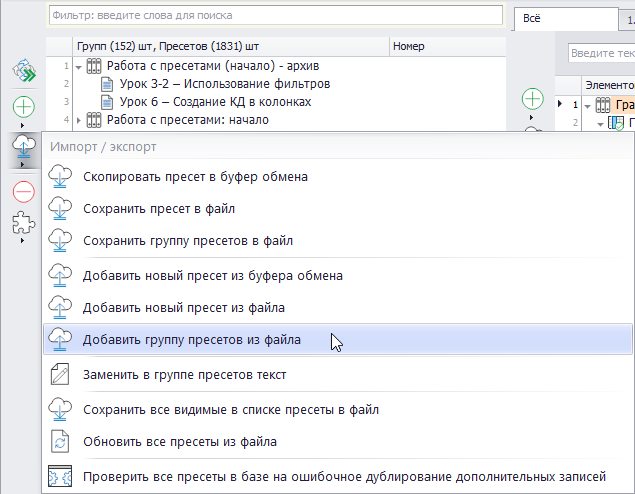 Фильтр: введите слова для поиска
Всё
1.
Групп (152) шт, Пресетов (1831) шт Номер
Введите тек
1 Работа с пресетами (начало) - архив
2 Урок 3-2 – Использование фильтров
3 Урок 6 – Создание КД в колонках
4 Работа с пресетами: начало
Элементов
1 Гра
2 Г
Импорт / экспорт
Скопировать пресет в буфер обмена
Сохранить пресет в файл
Сохранить группу пресетов в файл
Добавить новый пресет из буфера обмена
Добавить новый пресет из файла
Добавить группу пресетов из файла
Заменить в группе пресетов текст
Сохранить все видимые в списке пресеты в файл
Обновить все пресеты из файла
Проверить все пресеты в базе на ошибочное дублирование дополнительных записей